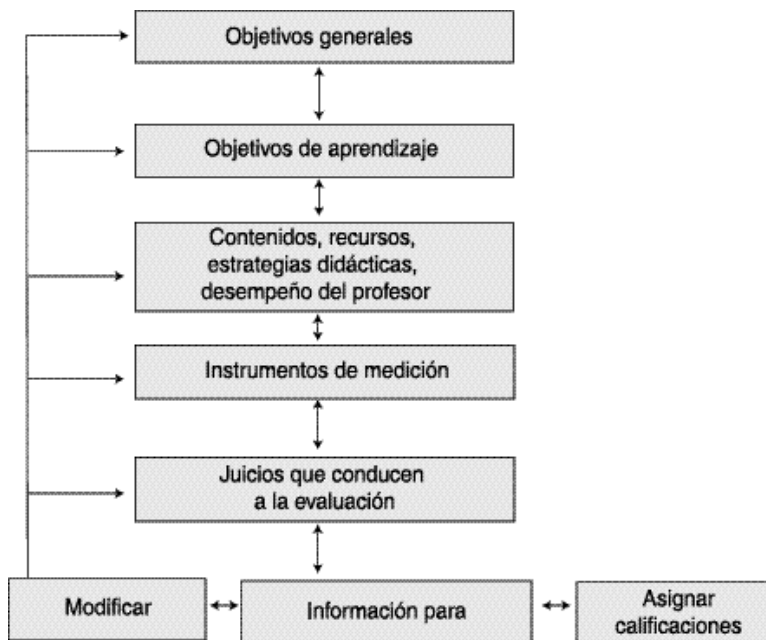 Objetivos generales
Objetivos de aprendizaje
Contenidos, recursos,
estrategias didácticas,
desempeño del profesor
Instrumentos de medición
Juicios que conducen
a la evaluación
Modificar
Información para
Asignar
calificaciones